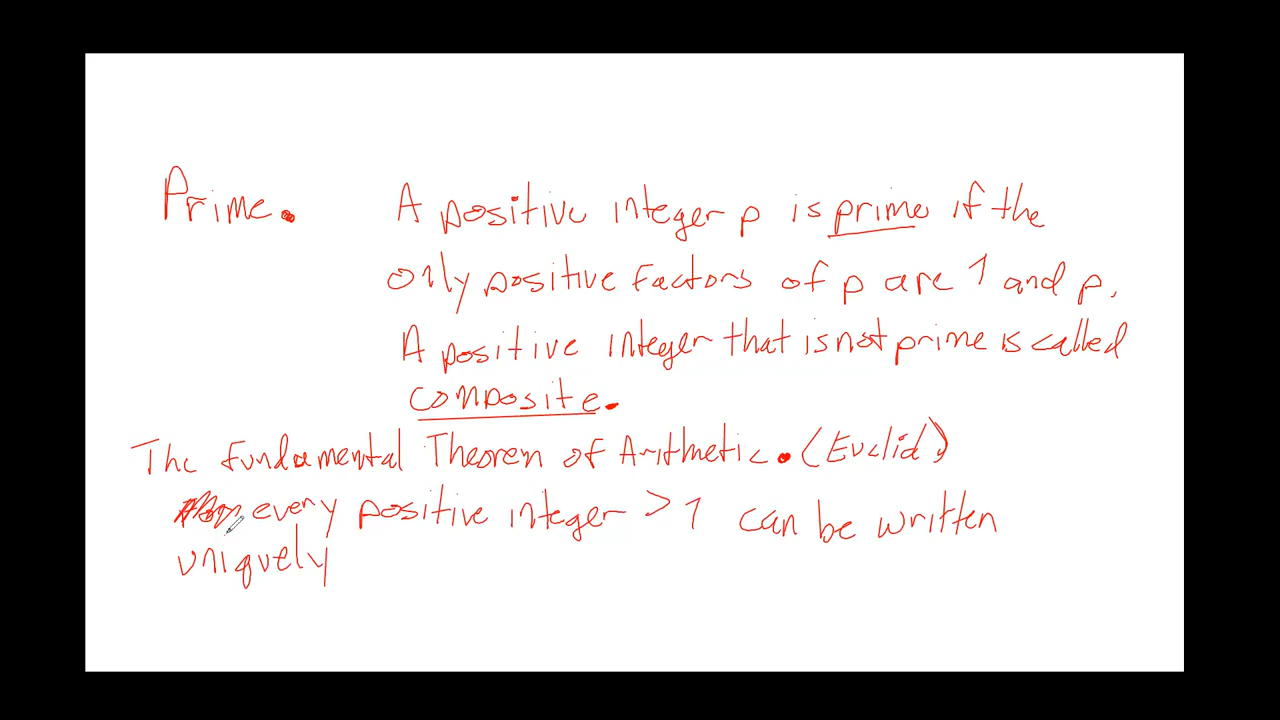 Prime. A positive integer p is prime if the
only positive factors of p are 1 and p.
A positive integer that is not prime is called
composite.
The Fundamental Theorem of Arithmetic. (Euclid)
every positive integer > 1 can be written
uniquely